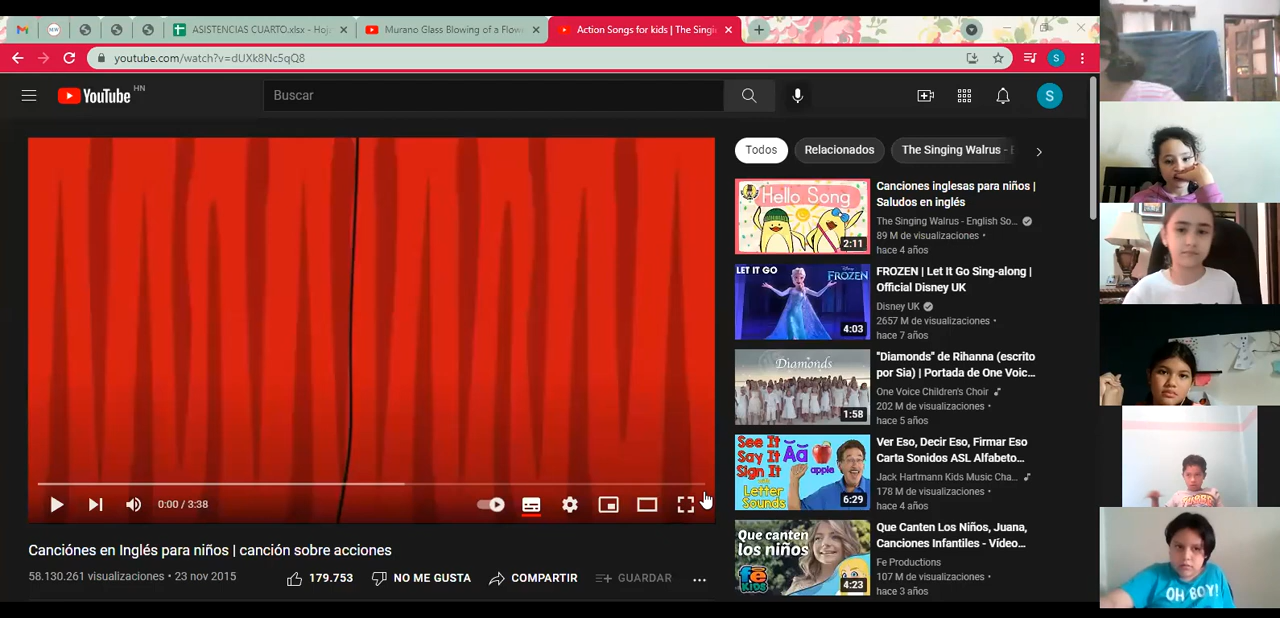 ASISTENCIAS CUARTO.xlsx - Hoj
Murano Glass Blowing of a Flow
Action Songs for kids | The Singi
youtube.com/watch?v=dUXk8Nc5qQ8
S
YouTube HN
Buscar
S
Todos
Relacionados
The Singing Walrus - E
Hello Song
2:11
Canciones inglesas para niños |
Saludos en inglés
The Singing Walrus - English So...
89 M de visualizaciones •
hace 4 años
LET IT GO
FROZEN
4:03
FROZEN | Let It Go Sing-along |
Official Disney UK
Disney UK
2657 M de visualizaciones •
hace 7 años
Diamonds
1:58
"Diamonds" de Rihanna (escrito
por Sia) | Portada de One Voic...
One Voice Children's Choir
202 M de visualizaciones •
hace 5 años
See It
Say It
Sign It
Aa
apple
with
Letter
Sounds
6:29
Ver Eso, Decir Eso, Firmar Eso
Carta Sonidos ASL Alfabeto...
Jack Hartmann Kids Music Cha...
178 M de visualizaciones •
hace 4 años
Que cantan
los niños
fe
KIDS
4:23
Que Canten Los Niños, Juana,
Canciones Infantiles - Vídeo...
Fe Productions
107 M de visualizaciones •
hace 3 años
0:00 / 3:38
Canciónes en Inglés para niños | canción sobre acciones
58.130.261 visualizaciones • 23 nov 2015
179.753
NO ME GUSTA
COMPARTIR
GUARDAR
OH BOY!